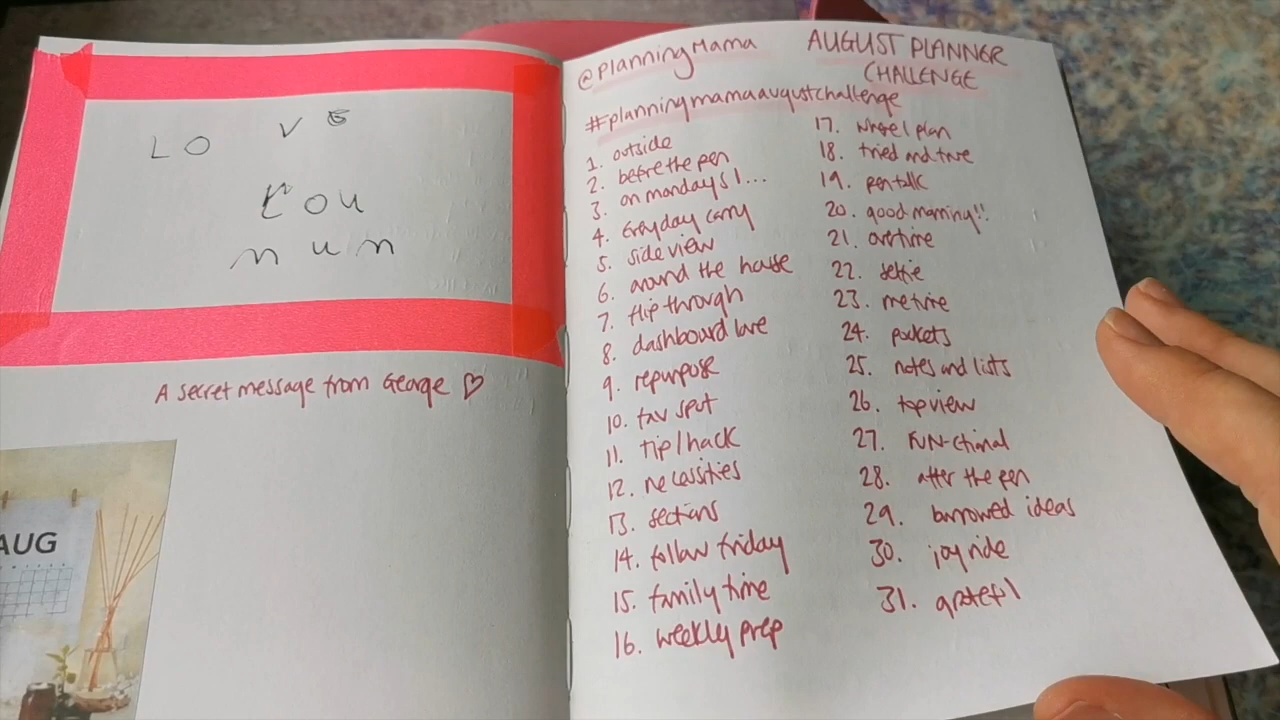 LO VE
YOU
mum
A secret message from George ♡
AUG
@planningMama
AUGUST PLANNER
CHALLENGE
#planningmamaaugustchallenge
1. outside
2. before the pen
3. on mondays I...
4. Everyday carry
5. side view
6. around the house
7. flip through
8. dashboard love
9. repurpose
10. fav spot
11. tip/hack
12. necessities
13. sections
14. follow friday
15. family time
16. weekly prep
17. where I plan
18. tried and true
19. pen talk
20. good morning!!
21. overtime
22. selfie
23. me time
24. pockets
25. notes and lists
26. top view
27. FUN-ctional
28. after the pen
29. borrowed ideas
30. joy ride
31. grateful